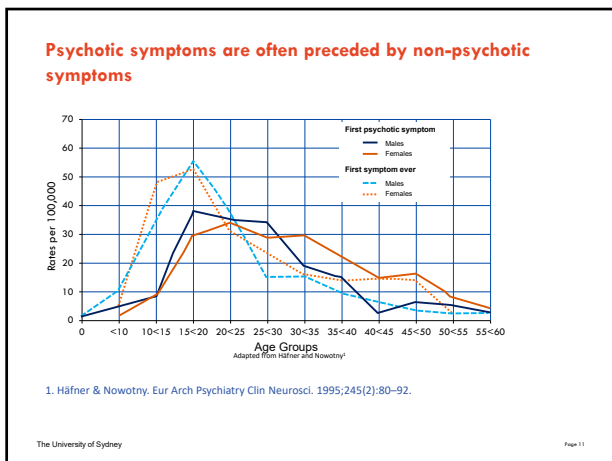 Psychotic symptoms are often preceded by non-psychotic
symptoms
70
60
50
40
30
20
10
0
Rates per 100,000
First psychotic symptom
Males
Females
First symptom ever
Males
Females
0 <10 10<15 15<20 20<25 25<30 30<35 35<40 40<45 45<50 50<55 55<60
Age Groups
Adapted from Häfner and Nowotny1
1. Häfner & Nowotny. Eur Arch Psychiatry Clin Neurosci. 1995;245(2):80–92.
The University of Sydney
Page 11